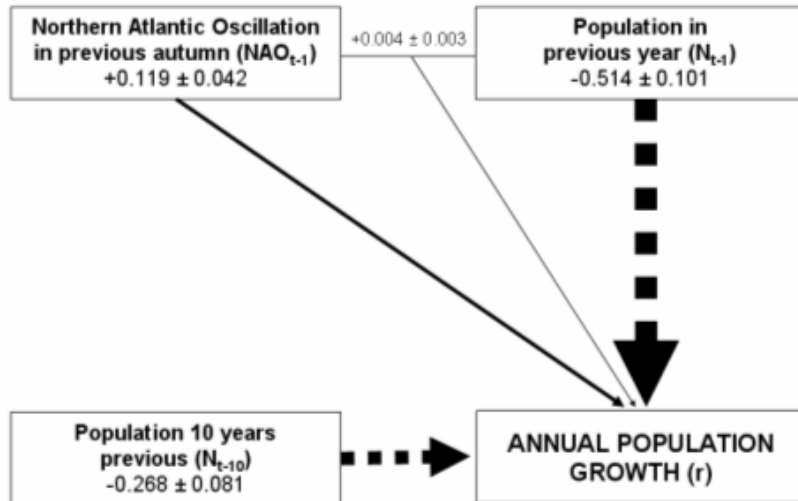 Northern Atlantic Oscillation
in previous autumn (NAOₜ₋₁)
+0.119 ± 0.042
+0.004 ± 0.003
Population in
previous year (Nₜ₋₁)
-0.514 ± 0.101
Population 10 years
previous (Nₜ₋₁₀)
-0.268 ± 0.081
ANNUAL POPULATION
GROWTH (r)